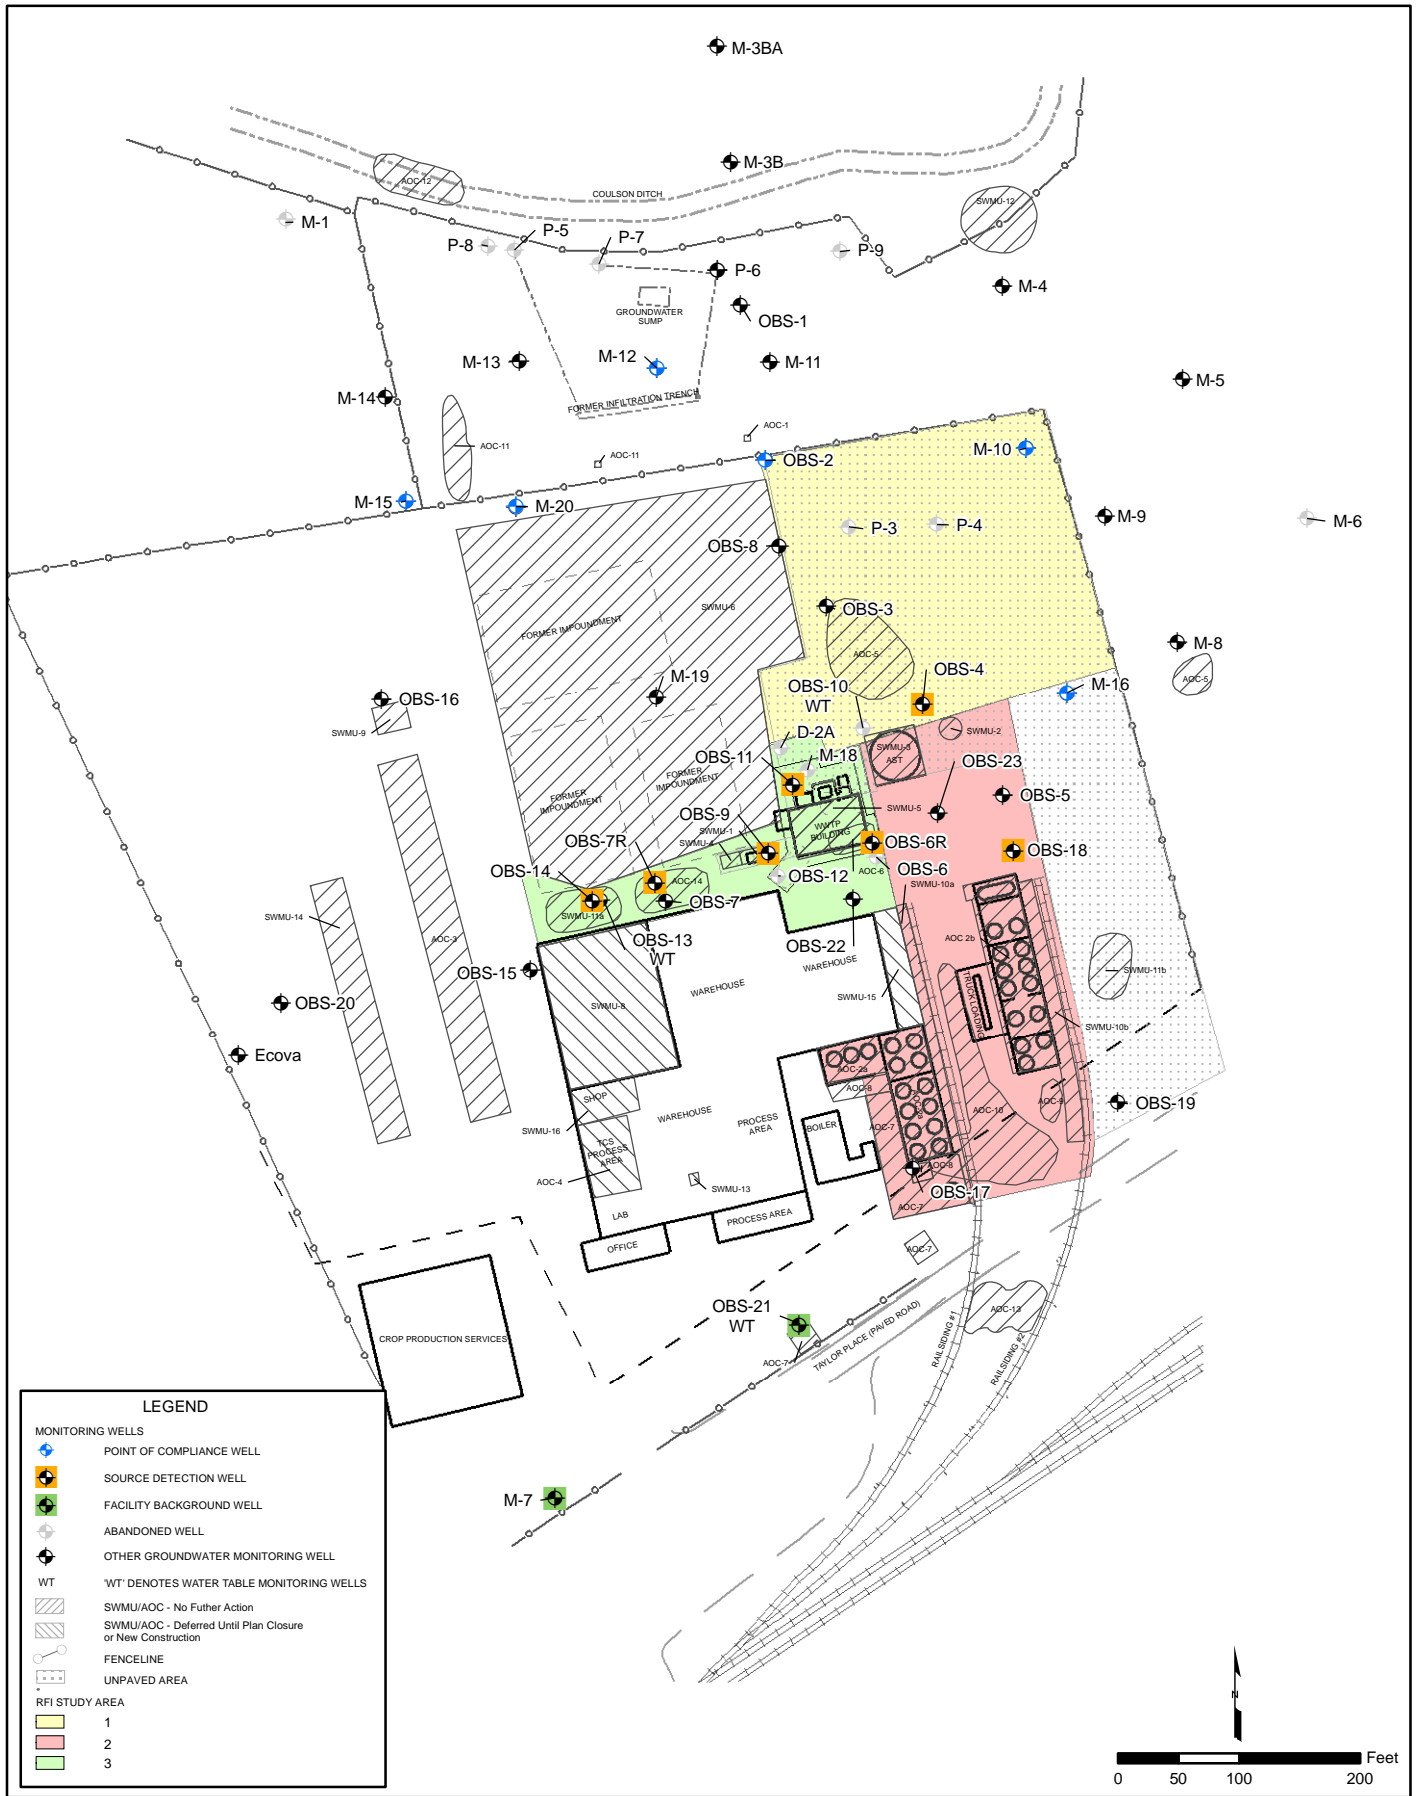 M-3BA
M-3B
AOC-12
COULSON DITCH
SWMU-12
M-1
P-8
P-5
P-7
P-9
P-6
M-4
GROUNDWATER
SUMP
OBS-1
M-13
M-12
M-11
M-5
M-14
FORMER INFILTRATION TRENCH
AOC-1
AOC-11
AOC-11
OBS-2
M-10
M-15
M-20
M-9
M-6
P-3
P-4
OBS-8
SWMU-6
OBS-3
FORMER IMPOUNDMENT
M-8
AOC-5
AOC-5
M-19
OBS-4
M-16
OBS-10
WT
OBS-16
SWMU-9
D-2A
SWMU-2
SWMU-3
AST
OBS-11
M-18
OBS-23
FORMER
IMPOUNDMENT
FORMER
IMPOUNDMENT
OBS-5
SWMU-5
OBS-9
SWMU-1
SWMU-4
WWTP
BUILDING
OBS-7R
OBS-6R
OBS-18
OBS-14
AOC-14
OBS-12
AOC-6
OBS-6
SWMU-10a
OBS-7
SWMU-11a
SWMU-14
AOC-3
OBS-13
WT
OBS-22
AOC 2b
WAREHOUSE
OBS-15
SWMU-11b
WAREHOUSE
SWMU-15
TRUCK LOADING
OBS-20
SWMU-8
SWMU-10b
Ecova
AOC-2a
AOC-8
SHOP
WAREHOUSE
PROCESS
AREA
BOILER
AOC-7
AOC-10
AOC-9
OBS-19
SWMU-16
TCS
PROCESS
AREA
AOC-4
SWMU-13
AOC-8
OBS-17
AOC-7
LAB
PROCESS AREA
OFFICE
AOC-7
OBS-21
WT
AOC-13
CROP PRODUCTION SERVICES
AOC-7
TAYLOR PLACE (PAVED ROAD)
RAILSIDING #1
RAILSIDING #2
M-7
LEGEND
MONITORING WELLS
POINT OF COMPLIANCE WELL
SOURCE DETECTION WELL
FACILITY BACKGROUND WELL
ABANDONED WELL
OTHER GROUNDWATER MONITORING WELL
WT 'WT' DENOTES WATER TABLE MONITORING WELLS
SWMU/AOC - No Futher Action
SWMU/AOC - Deferred Until Plan Closure
or New Construction
FENCELINE
UNPAVED AREA
RFI STUDY AREA
1
2
3
N
Feet
0 50 100 200